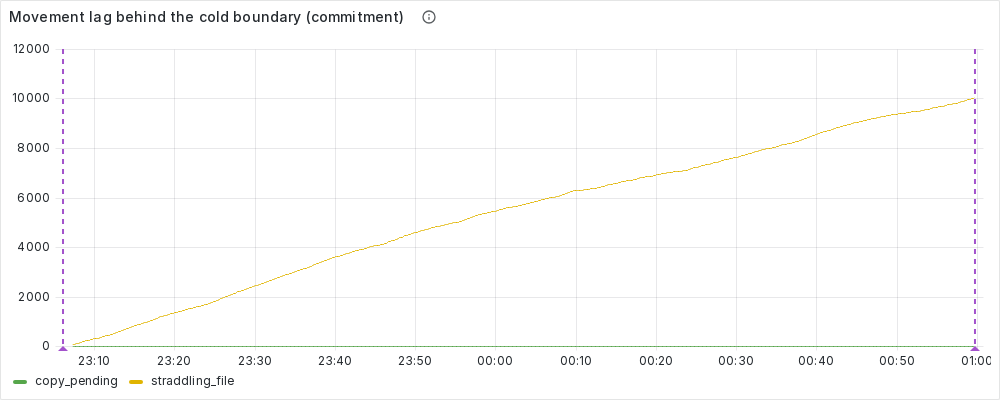 Movement lag behind the cold boundary (commitment)
12000
10000
8000
6000
4000
2000
0
23:10 23:20 23:30 23:40 23:50 00:00 00:10 00:20 00:30 00:40 00:50 01:00
copy_pending straddling_file